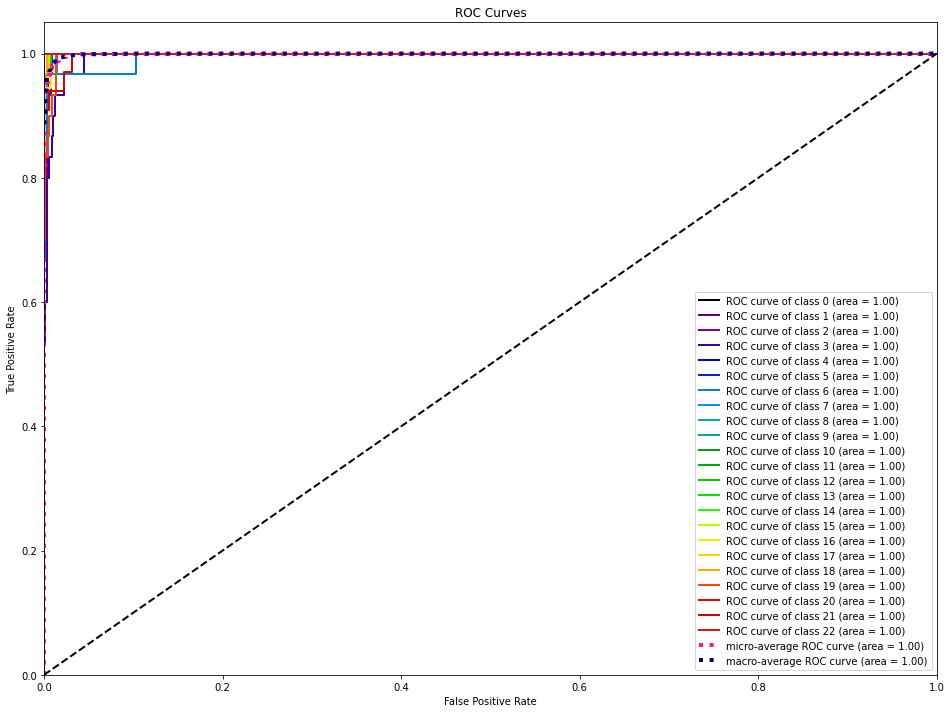 ROC Curves
1.0
0.8
0.6
0.4
0.2
0.0
True Positive Rate
ROC curve of class 0 (area = 1.00)
ROC curve of class 1 (area = 1.00)
ROC curve of class 2 (area = 1.00)
ROC curve of class 3 (area = 1.00)
ROC curve of class 4 (area = 1.00)
ROC curve of class 5 (area = 1.00)
ROC curve of class 6 (area = 1.00)
ROC curve of class 7 (area = 1.00)
ROC curve of class 8 (area = 1.00)
ROC curve of class 9 (area = 1.00)
ROC curve of class 10 (area = 1.00)
ROC curve of class 11 (area = 1.00)
ROC curve of class 12 (area = 1.00)
ROC curve of class 13 (area = 1.00)
ROC curve of class 14 (area = 1.00)
ROC curve of class 15 (area = 1.00)
ROC curve of class 16 (area = 1.00)
ROC curve of class 17 (area = 1.00)
ROC curve of class 18 (area = 1.00)
ROC curve of class 19 (area = 1.00)
ROC curve of class 20 (area = 1.00)
ROC curve of class 21 (area = 1.00)
ROC curve of class 22 (area = 1.00)
micro-average ROC curve (area = 1.00)
macro-average ROC curve (area = 1.00)
0.0 0.2 0.4 0.6 0.8 1.0
False Positive Rate